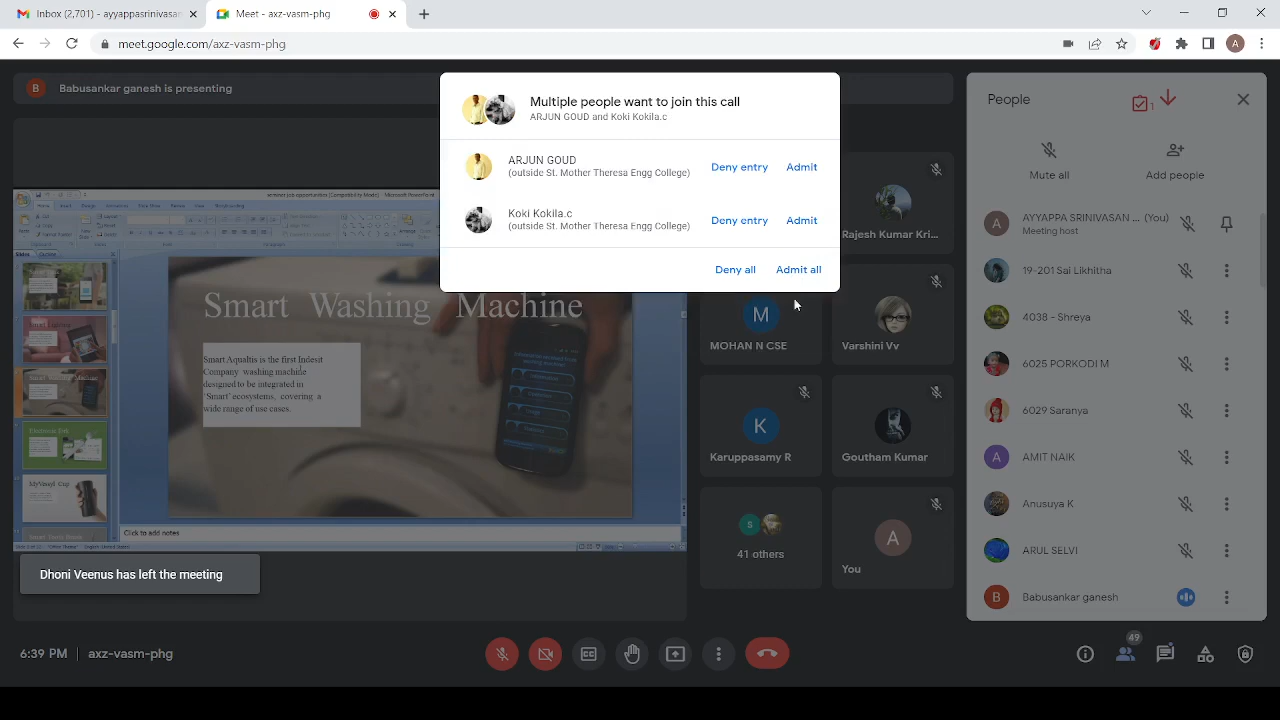 Inbox (2,701) - ayyappasrinivasan
Meet - axz-vasm-phg
meet.google.com/axz-vasm-phg
A
B
Babusankar ganesh is presenting
Multiple people want to join this call
ARJUN GOUD and Koki Kokila.c
ARJUN GOUD
(outside St. Mother Theresa Engg College)
Deny entry
Admit
Koki Kokila.c
(outside St. Mother Theresa Engg College)
Deny entry
Admit
Deny all
Admit all
Smart Washing Machine
Smart Aqualtis is the first Indesit
Company washing machine
designed to be integrated in
'Smart' ecosystems, covering a
wide range of use cases.
Click to add notes
MyVessyl Cup
Dhoni Veenus has left the meeting
Rajesh Kumar Kri...
M
MOHAN N CSE
Varshini Vv
K
Karuppasamy R
Goutham Kumar
S
41 others
A
You
People
1
Mute all
Add people
A
AYYAPPA SRINIVASAN ... (You)
Meeting host
19-201 Sai Likhitha
4038 - Shreya
6025 PORKODI M
6029 Saranya
A
AMIT NAIK
Anusuya K
ARUL SELVI
B
Babusankar ganesh
6:39 PM | axz-vasm-phg
49